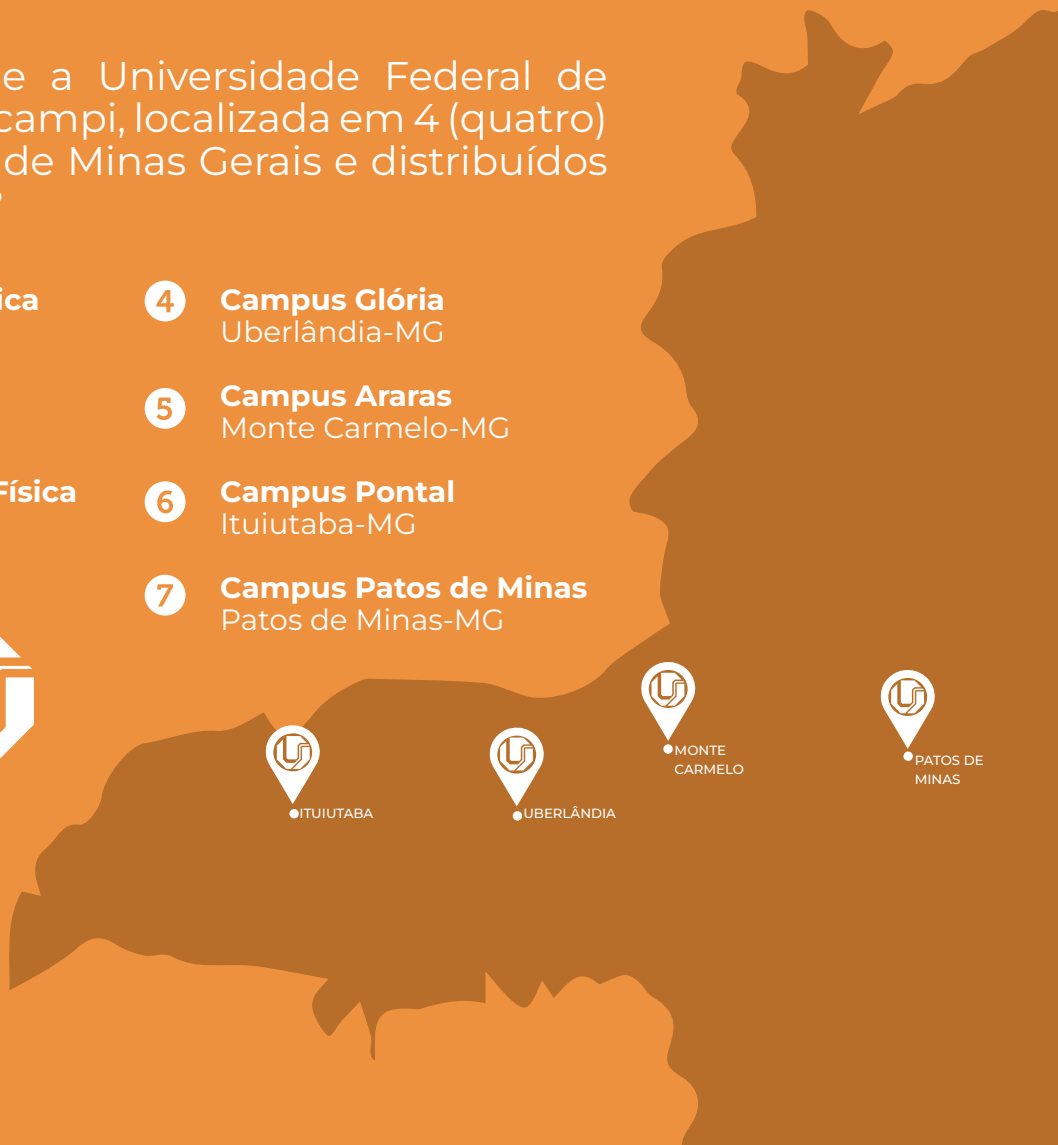 e a Universidade Federal de
campi, localizada em 4 (quatro)
de Minas Gerais e distribuídos
ica
Física
4 Campus Glória
Uberlândia-MG
5 Campus Araras
Monte Carmelo-MG
6 Campus Pontal
Ituiutaba-MG
7 Campus Patos de Minas
Patos de Minas-MG
ITUIUTABA
UBERLÂNDIA
MONTE
CARMELO
PATOS DE
MINAS